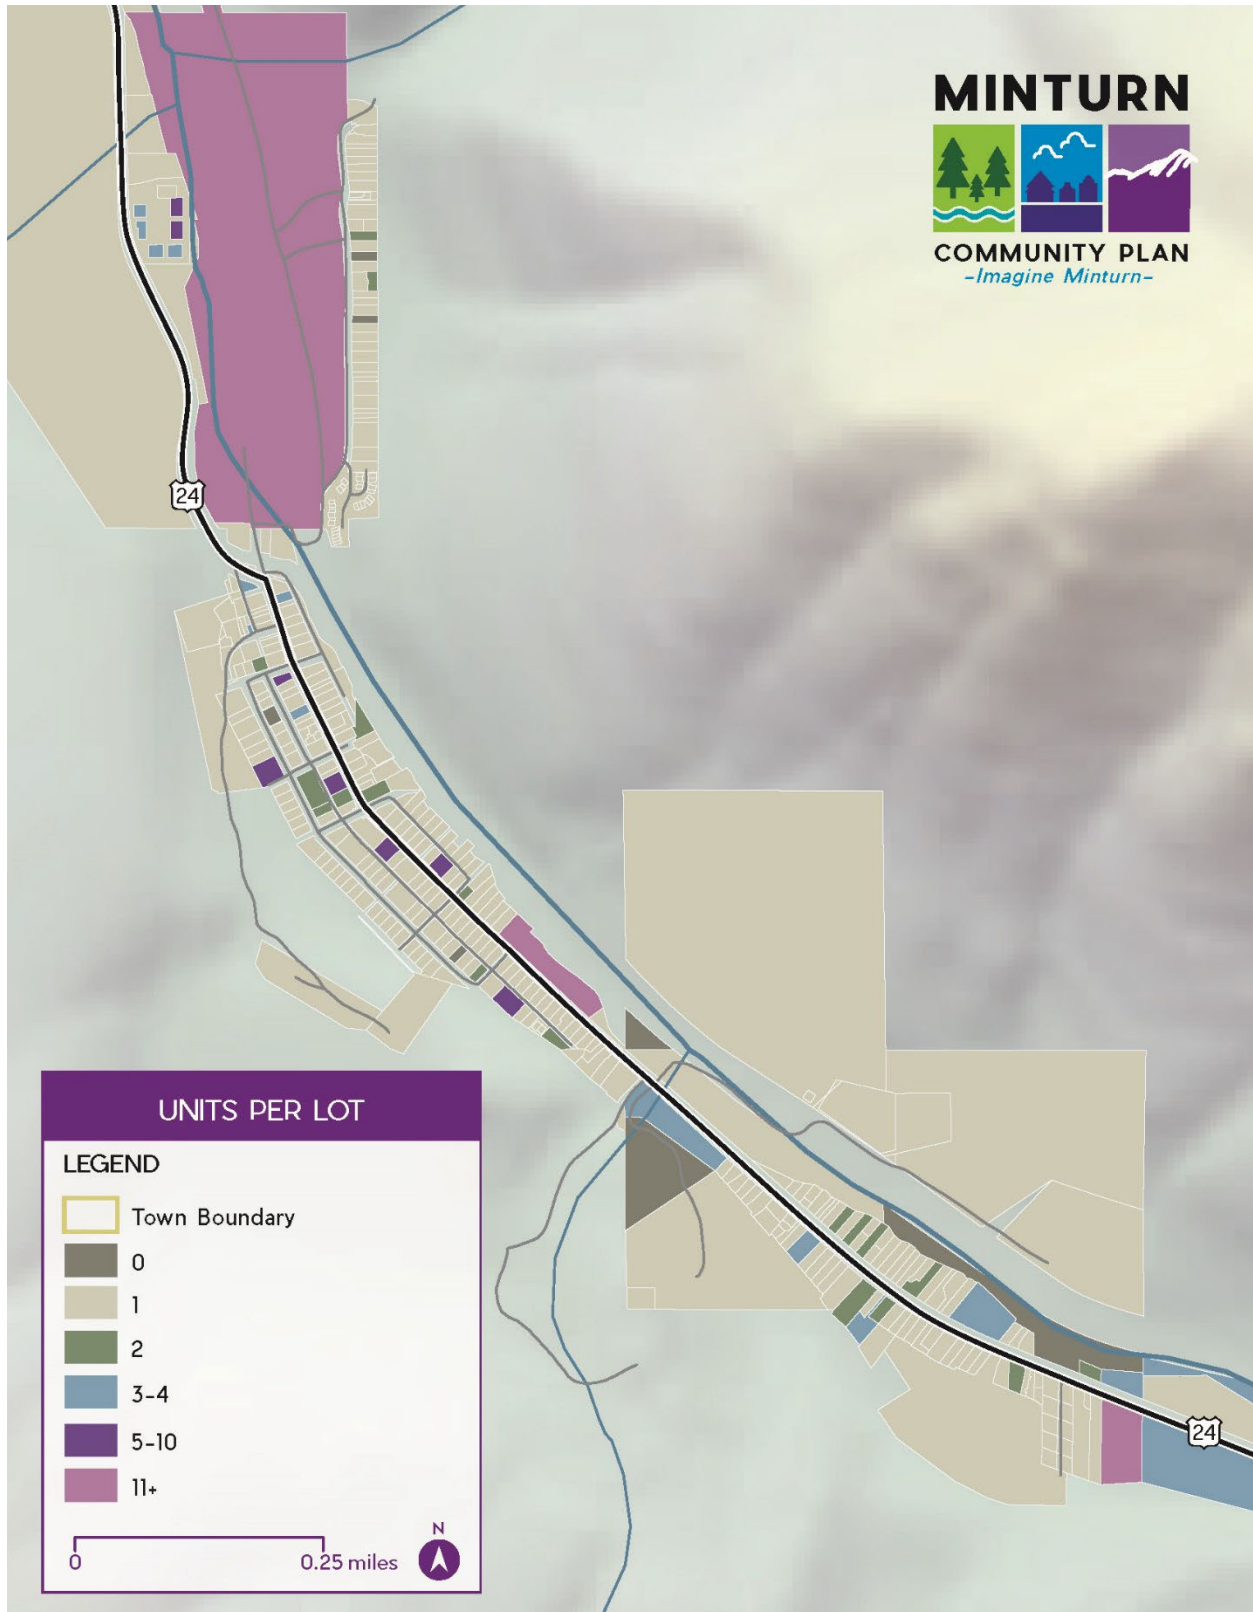 MINTURN
COMMUNITY PLAN
-Imagine Minturn-
24
UNITS PER LOT
LEGEND
Town Boundary
0
1
2
3-4
5-10
11+
0 0.25 miles
N
24